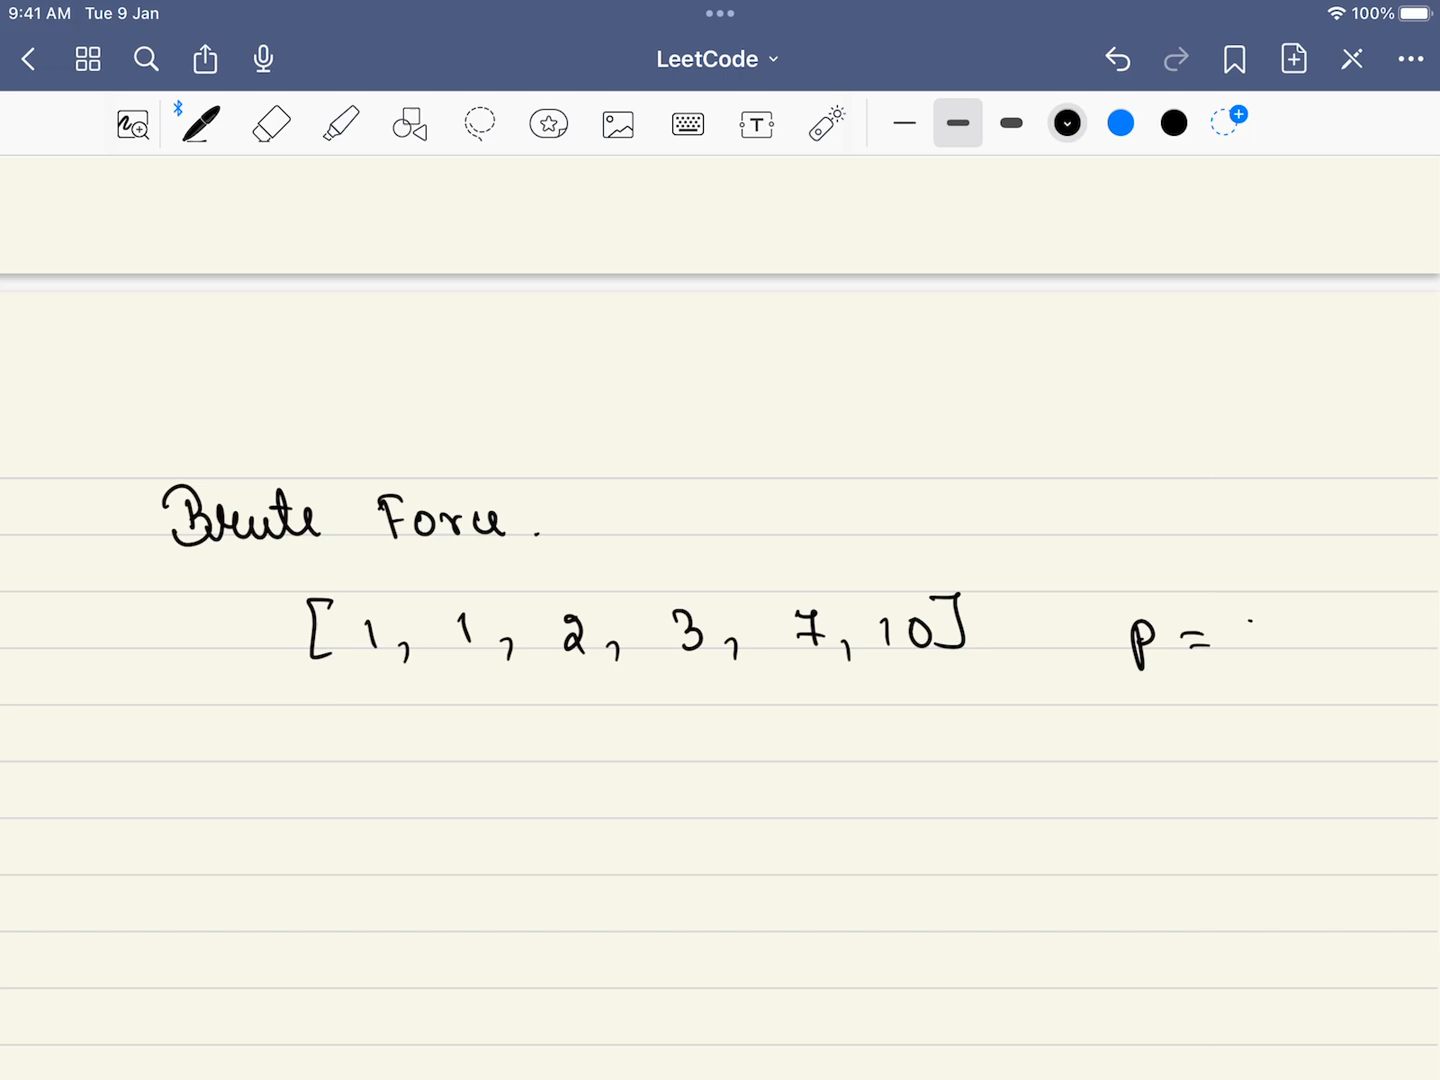 9:41 AM Tue 9 Jan
100%
LeetCode
T
Brute Force.
[1, 1, 2, 3, 7, 10] p =